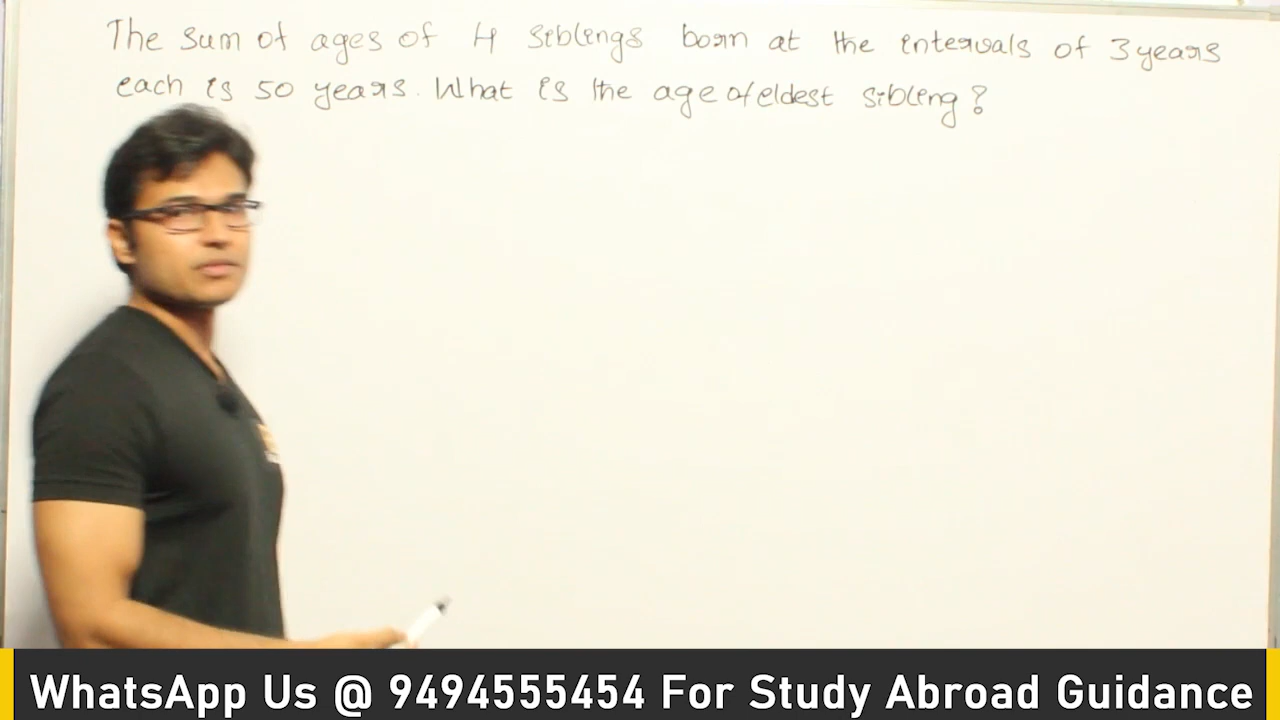 The sum of ages of 4 siblings born at the intervals of 3 years
each is 50 years. What is the age of eldest sibling?
WhatsApp Us @ 9494555454 For Study Abroad Guidance